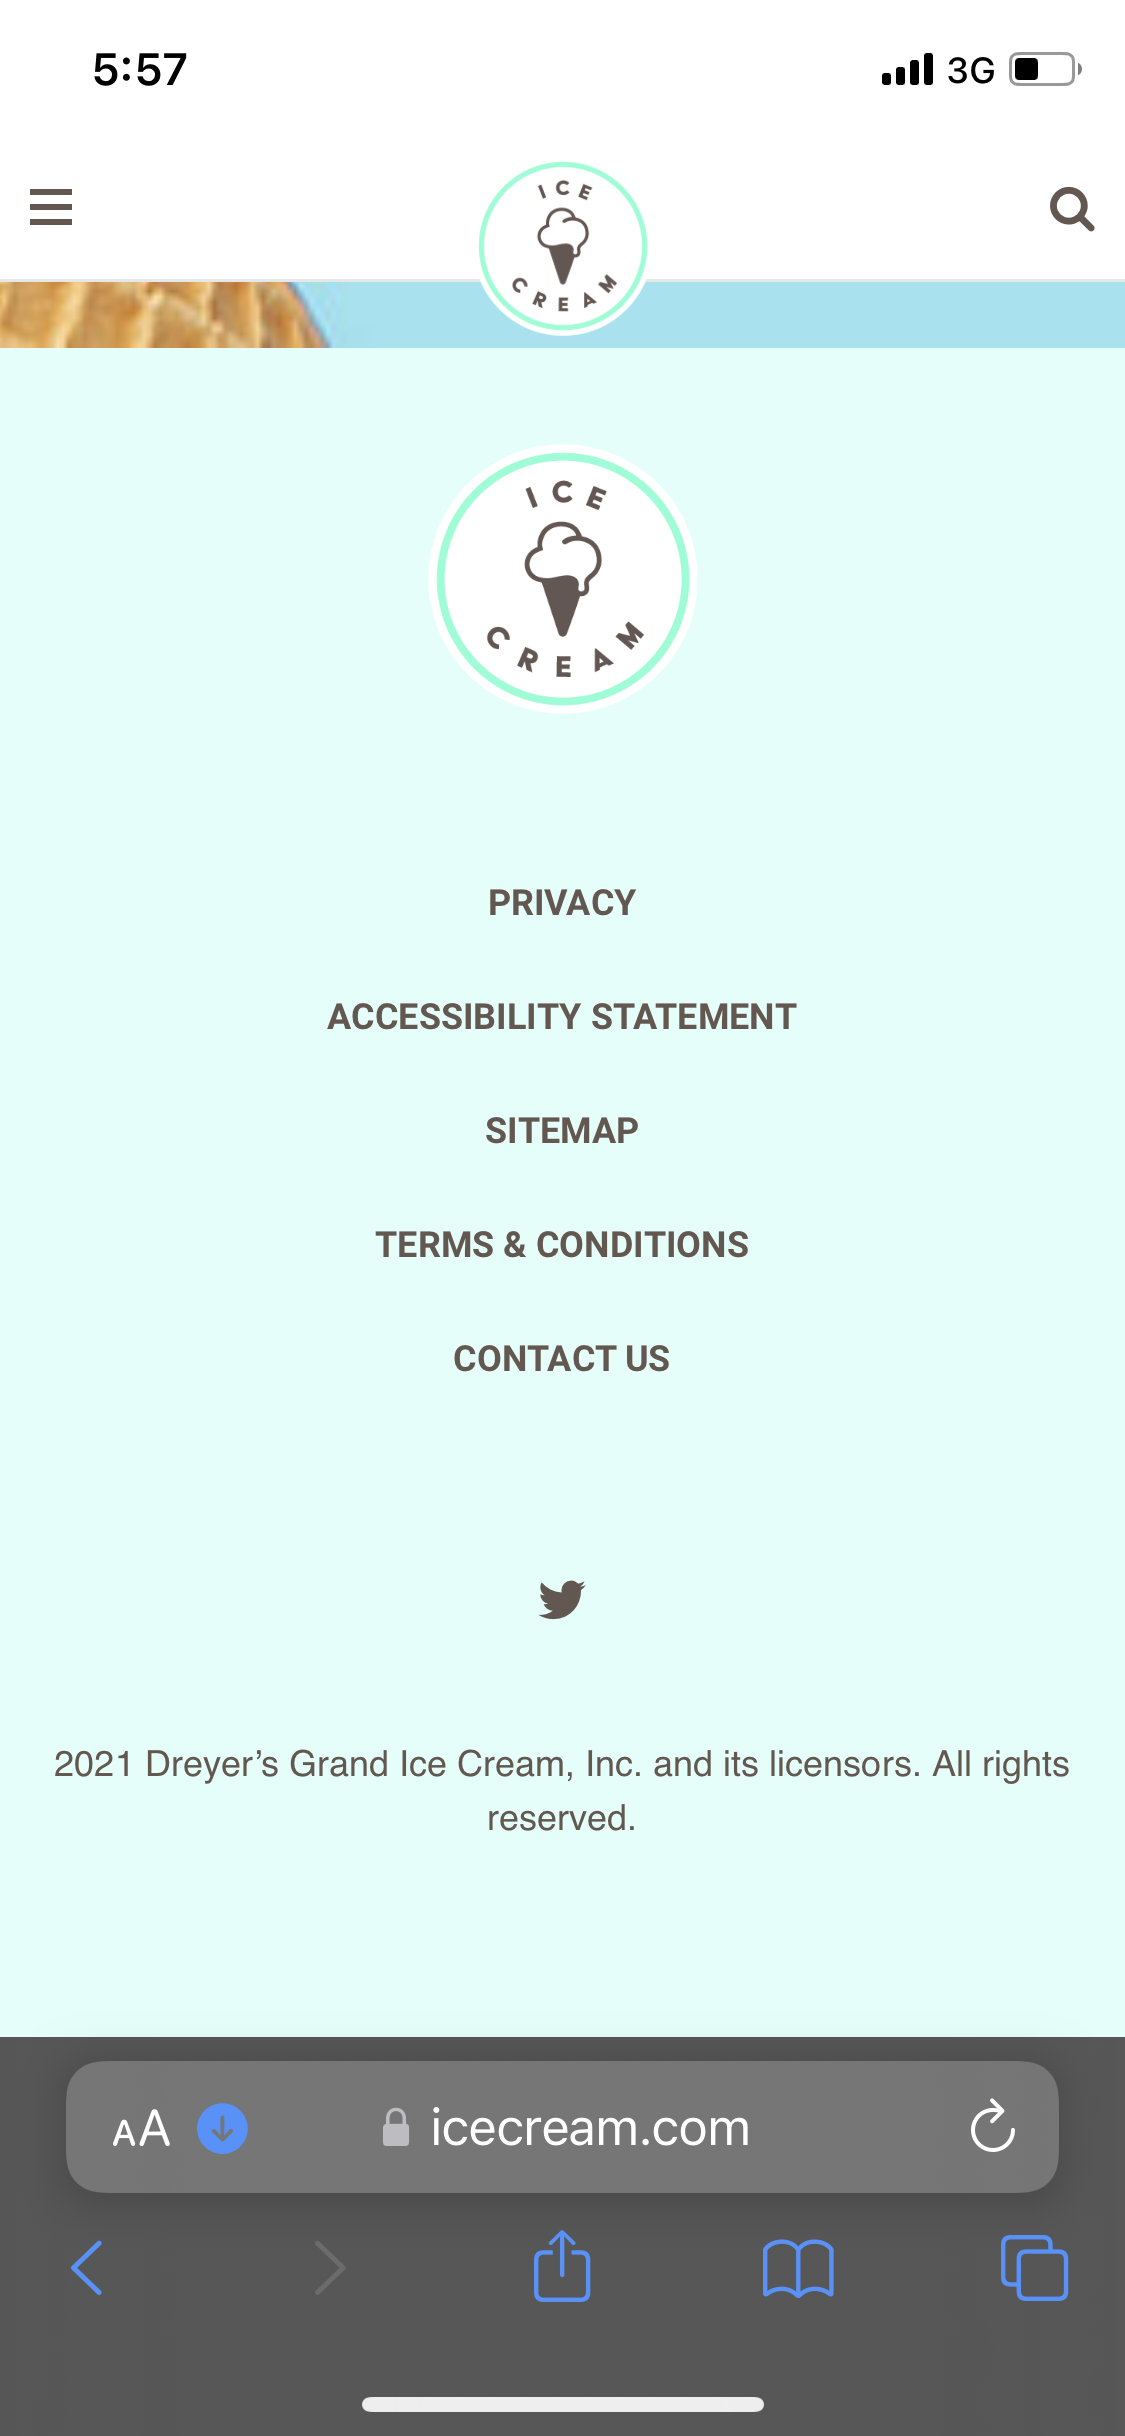 5:57
3G
ICE
CREAM
ICE
CREAM
PRIVACY
ACCESSIBILITY STATEMENT
SITEMAP
TERMS & CONDITIONS
CONTACT US
2021 Dreyer’s Grand Ice Cream, Inc. and its licensors. All rights
reserved.
AA
icecream.com